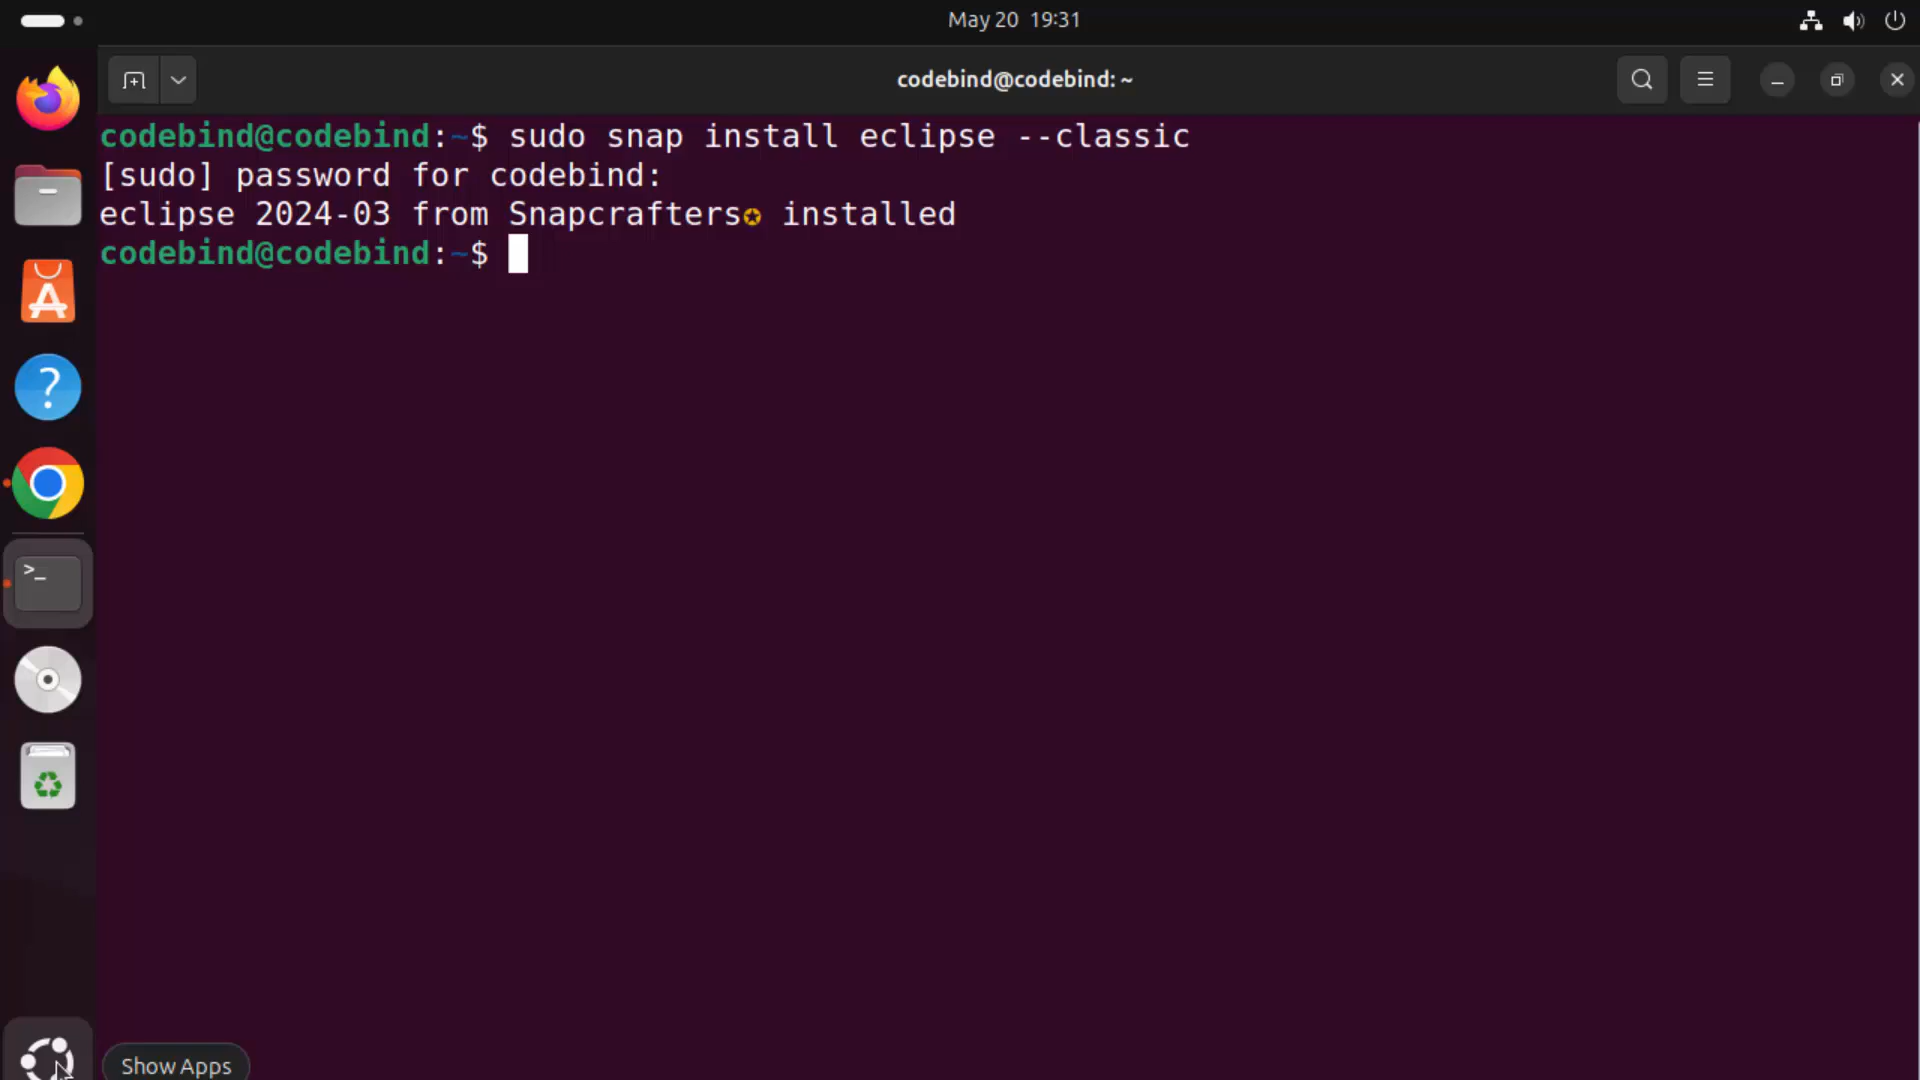 May 20 19:31
codebind@codebind: ~
codebind@codebind:~$ sudo snap install eclipse --classic
[sudo] password for codebind:
eclipse 2024-03 from Snapcrafters✪ installed
codebind@codebind:~$
>_
Show Apps